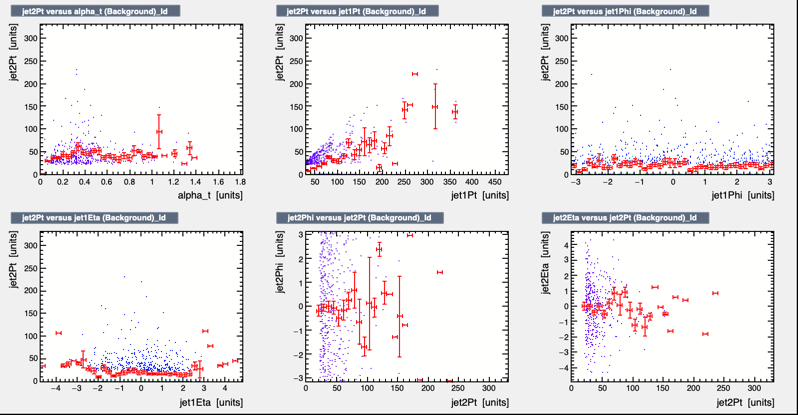 jet2Pt versus alpha_t (Background)_Id
jet2Pt [units]
300
250
200
150
100
50
0
0 0.2 0.4 0.6 0.8 1 1.2 1.4 1.6 1.8
alpha_t [units]
jet2Pt versus jet1Pt (Background)_Id
jet2Pt [units]
300
250
200
150
100
50
0
50 100 150 200 250 300 350 400 450
jet1Pt [units]
jet2Pt versus jet1Phi (Background)_Id
jet2Pt [units]
300
250
200
150
100
50
0
−3 −2 −1 0 1 2 3
jet1Phi [units]
jet2Pt versus jet1Eta (Background)_Id
jet2Pt [units]
300
250
200
150
100
50
0
−4 −3 −2 −1 0 1 2 3 4
jet1Eta [units]
jet2Phi versus jet2Pt (Background)_Id
jet2Phi [units]
3
2
1
0
−1
−2
−3
0 50 100 150 200 250 300
jet2Pt [units]
jet2Eta versus jet2Pt (Background)_Id
jet2Eta [units]
4
3
2
1
0
−1
−2
−3
−4
0 50 100 150 200 250 300
jet2Pt [units]